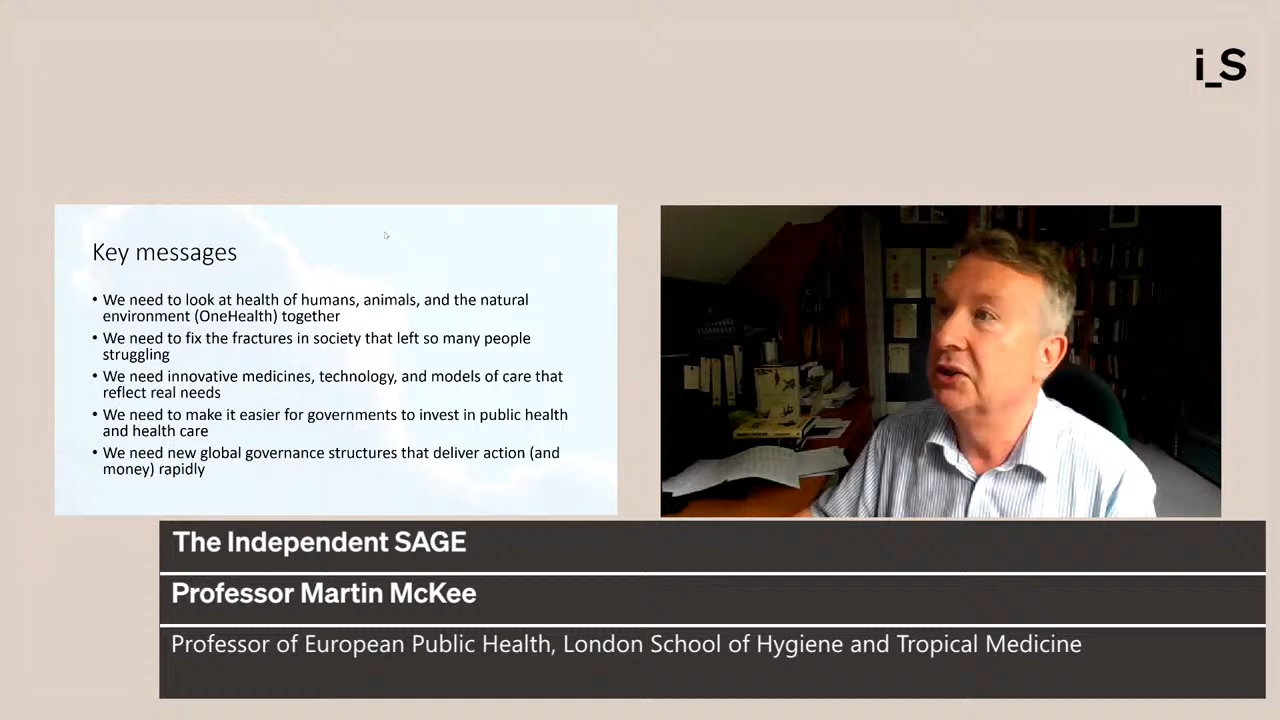 i_S
Key messages
• We need to look at health of humans, animals, and the natural
environment (OneHealth) together
• We need to fix the fractures in society that left so many people
struggling
• We need innovative medicines, technology, and models of care that
reflect real needs
• We need to make it easier for governments to invest in public health
and health care
• We need new global governance structures that deliver action (and
money) rapidly
The Independent SAGE
Professor Martin McKee
Professor of European Public Health, London School of Hygiene and Tropical Medicine